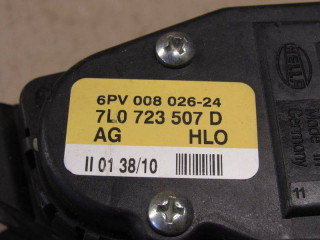 6PV 008 026-24
7L0 723 507 D
AG HLO
II 01 38/10
HELLA
Made in
Germany
11